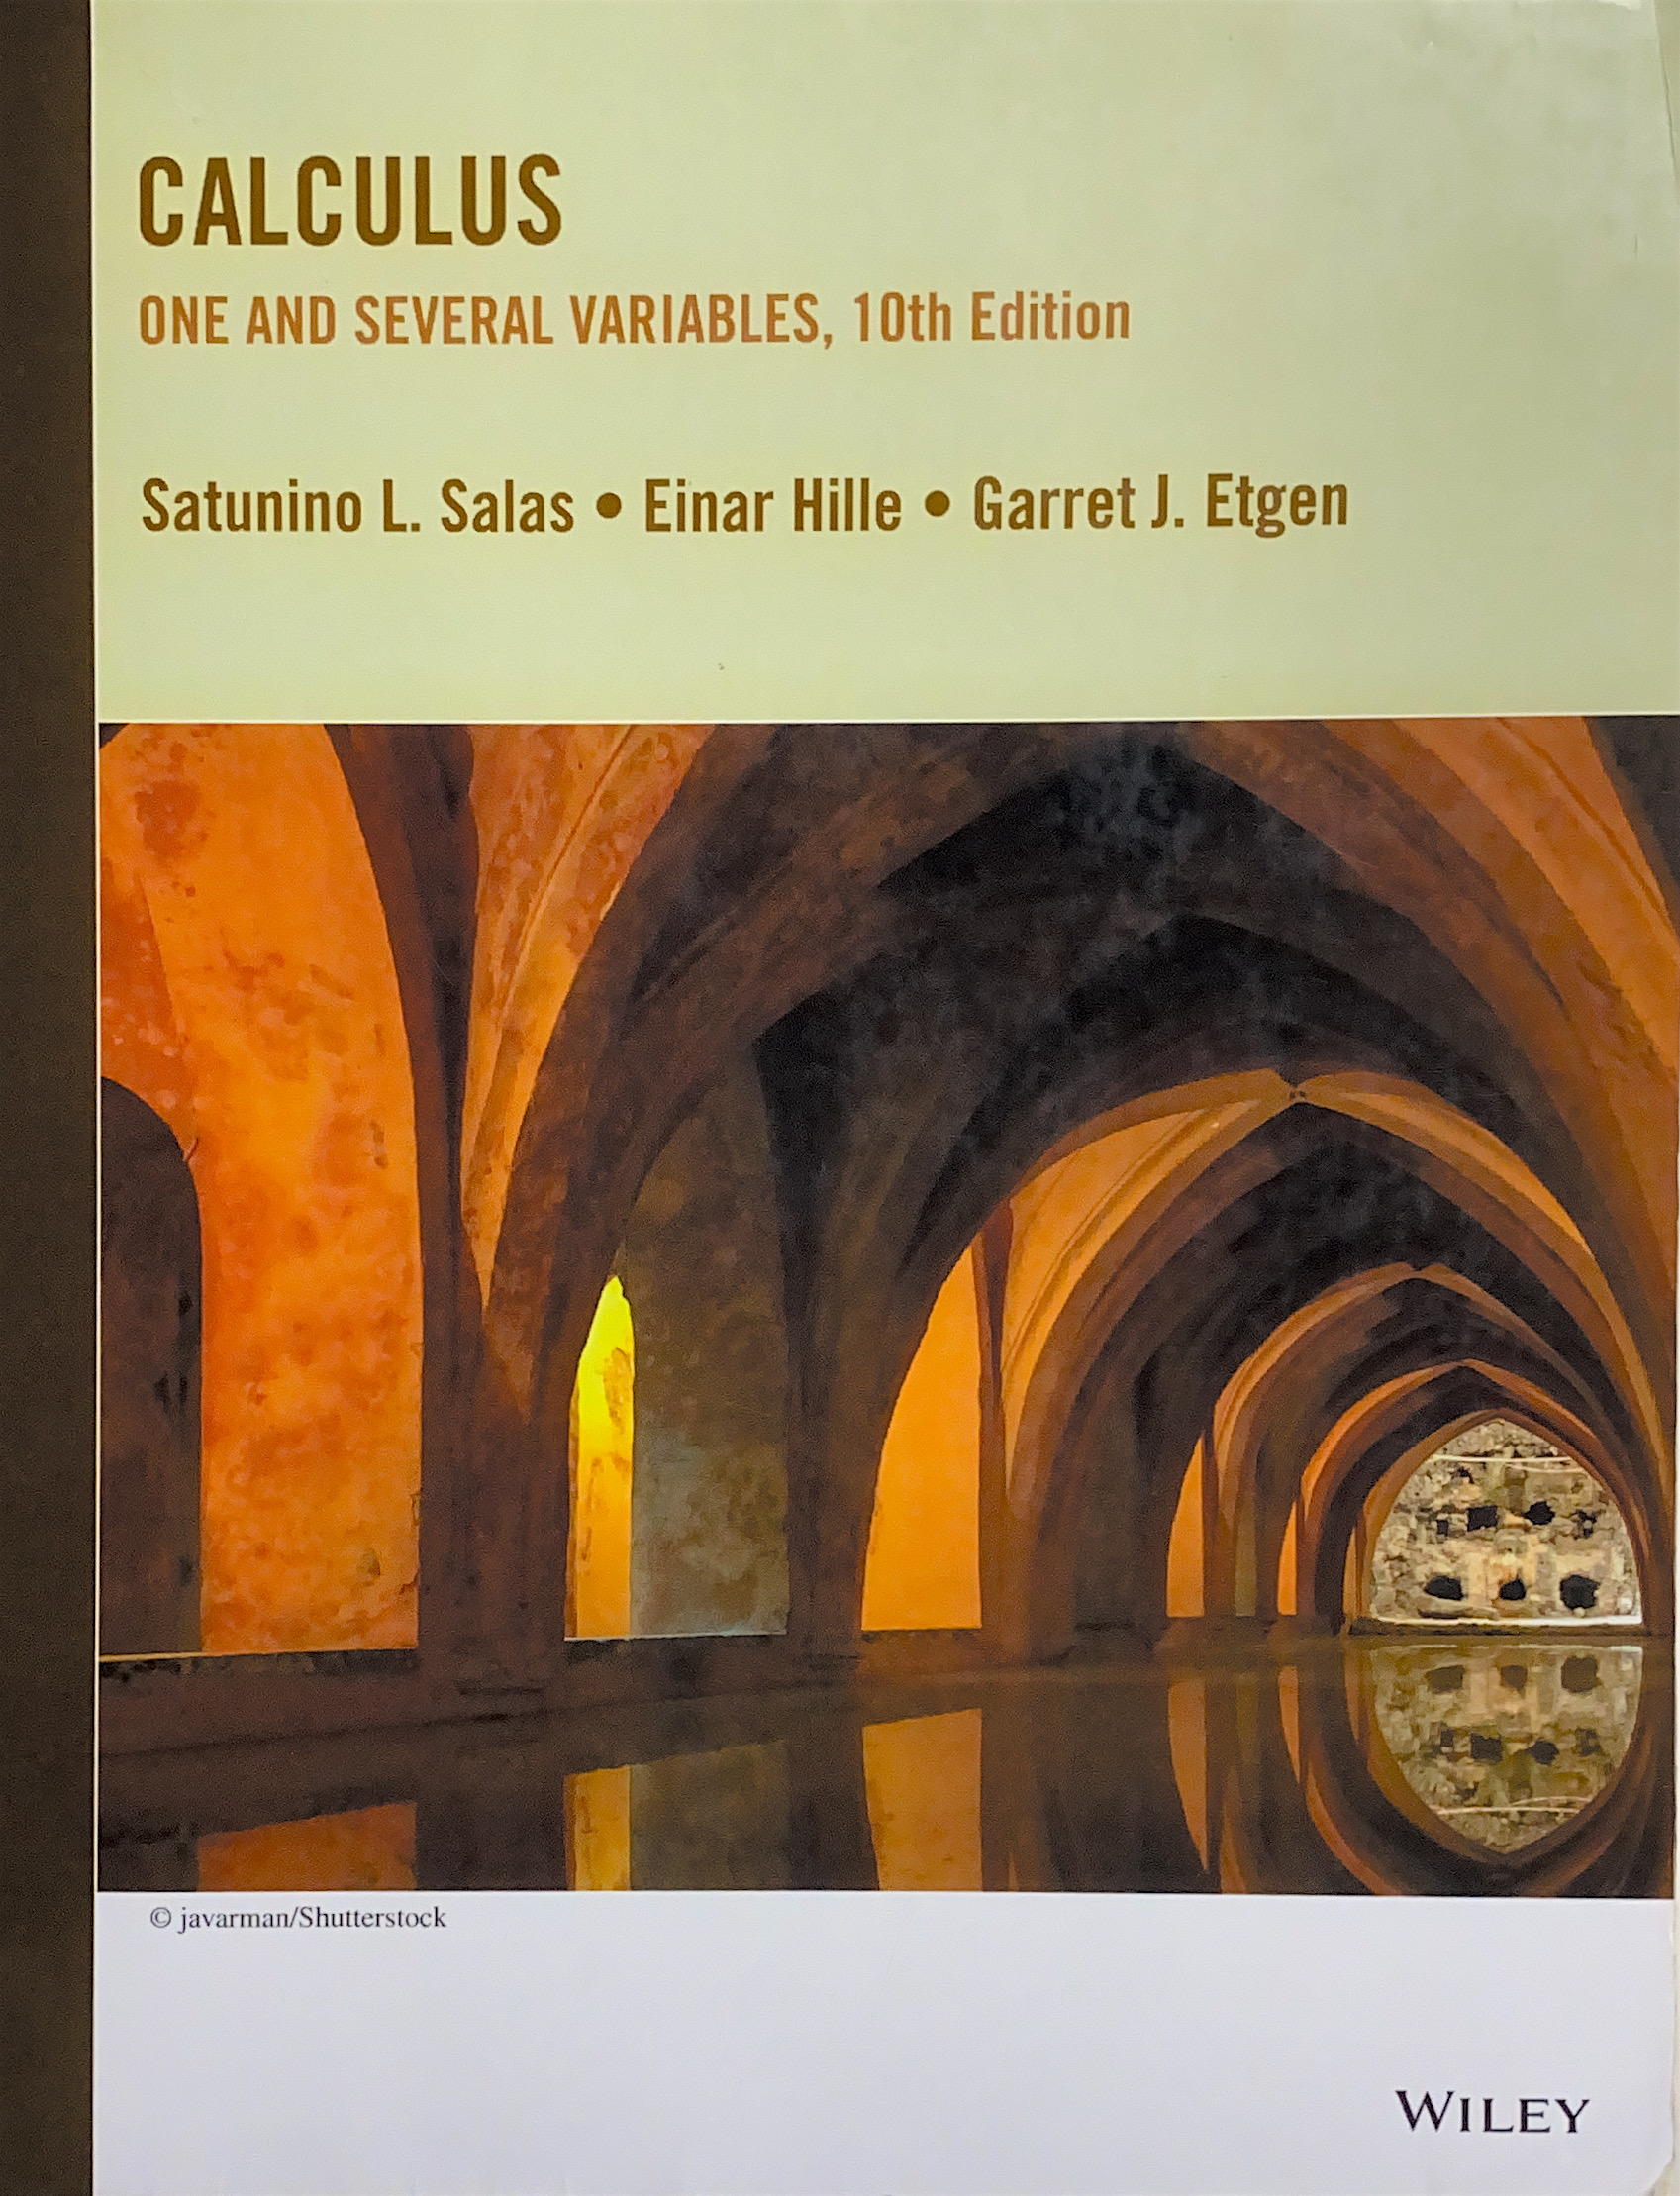 CALCULUS
ONE AND SEVERAL VARIABLES, 10th Edition
Satunino L. Salas • Einar Hille • Garret J. Etgen
© javarman/Shutterstock
WILEY